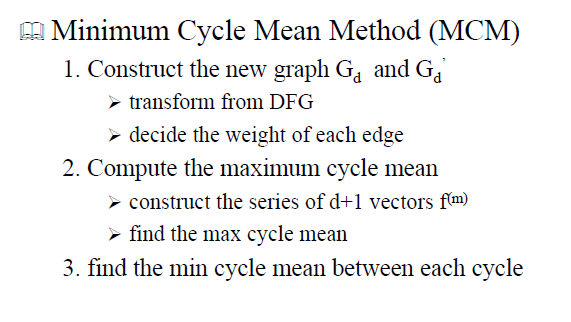 Minimum Cycle Mean Method (MCM)
1. Construct the new graph Gd and Gd'
➢ transform from DFG
➢ decide the weight of each edge
2. Compute the maximum cycle mean
➢ construct the series of d+1 vectors f(m)
➢ find the max cycle mean
3. find the min cycle mean between each cycle